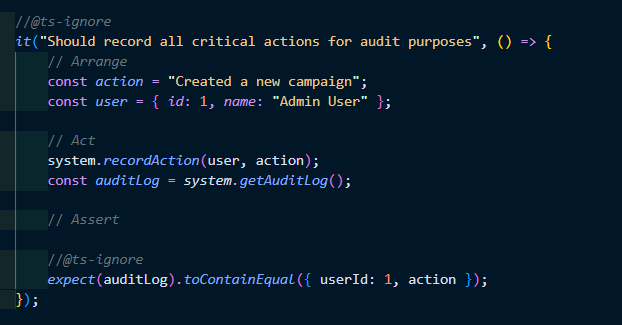 //@ts-ignore
it("Should record all critical actions for audit purposes", () => {
    // Arrange
    const action = "Created a new campaign";
    const user = { id: 1, name: "Admin User" };

    // Act
    system.recordAction(user, action);
    const auditLog = system.getAuditLog();

    // Assert

    //@ts-ignore
    expect(auditLog).toContainEqual({ userId: 1, action });
});